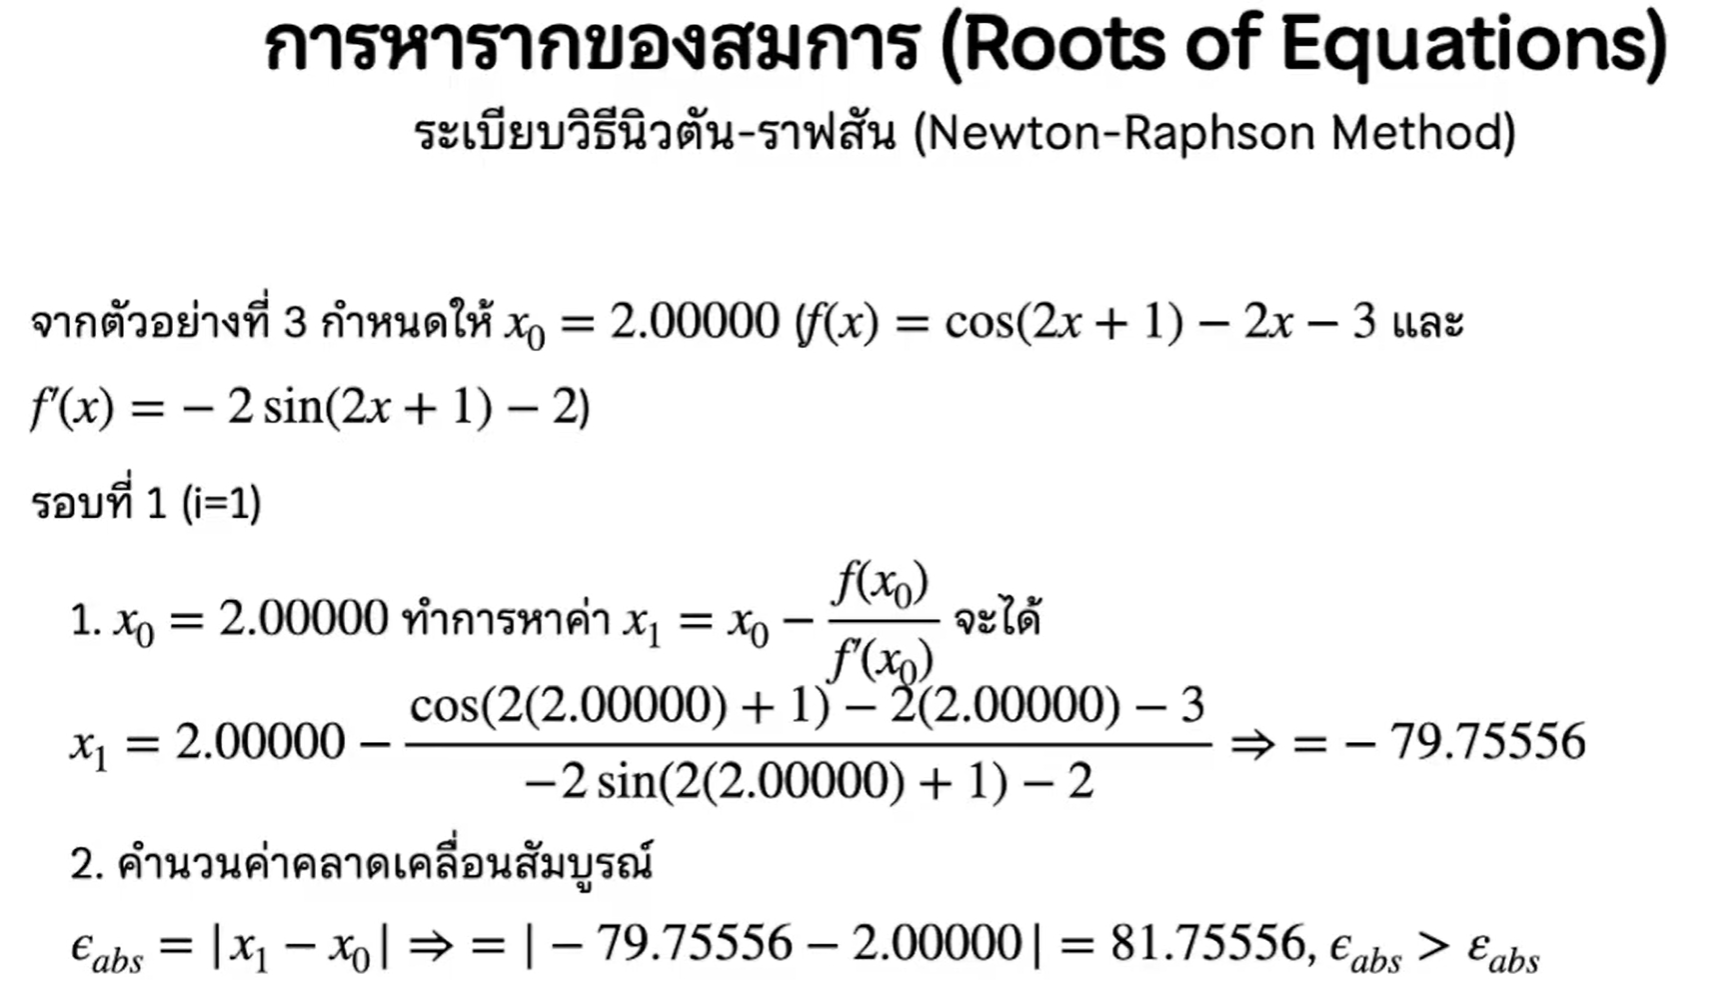 การหารากของสมการ (Roots of Equations)
ระเบียบวิธีนิวตัน-ราฟสัน (Newton-Raphson Method)
จากตัวอย่างที่ 3 กำหนดให้ x₀ = 2.00000 (f(x) = cos(2x + 1) − 2x − 3 และ
f′(x) = − 2 sin(2x + 1) − 2)
รอบที่ 1 (i=1)
1. x₀ = 2.00000 ทำการหาค่า x₁ = x₀ − f(x₀)/f′(x₀) จะได้
x₁ = 2.00000 − (cos(2(2.00000) + 1) − 2(2.00000) − 3)/(−2 sin(2(2.00000) + 1) − 2) ⇒ = − 79.75556
2. คำนวนค่าคลาดเคลื่อนสัมบูรณ์
ϵ_abs = |x₁ − x₀| ⇒ = | − 79.75556 − 2.00000| = 81.75556, ϵ_abs > ε_abs